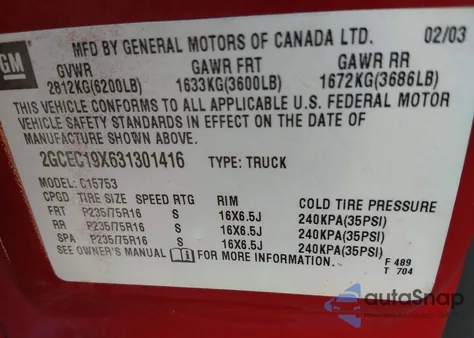 GM
MFD BY GENERAL MOTORS OF CANADA LTD. 02/03
GVWR GAWR FRT GAWR RR
2812KG(6200LB) 1633KG(3600LB) 1672KG(3686LB)
THIS VEHICLE CONFORMS TO ALL APPLICABLE U.S. FEDERAL MOTOR
VEHICLE SAFETY STANDARDS IN EFFECT ON THE DATE OF
MANUFACTURE SHOWN ABOVE.
2GCEC19X631301416 TYPE: TRUCK
MODEL: C15753
CPGD TIRE SIZE SPEED RTG RIM COLD TIRE PRESSURE
FRT P235/75R16 S 16X6.5J 240KPA(35PSI)
RR P235/75R16 S 16X6.5J 240KPA(35PSI)
SPA P235/75R16 S 16X6.5J 240KPA(35PSI)
SEE OWNER'S MANUAL FOR MORE INFORMATION. F 489
T 704
autoSnap